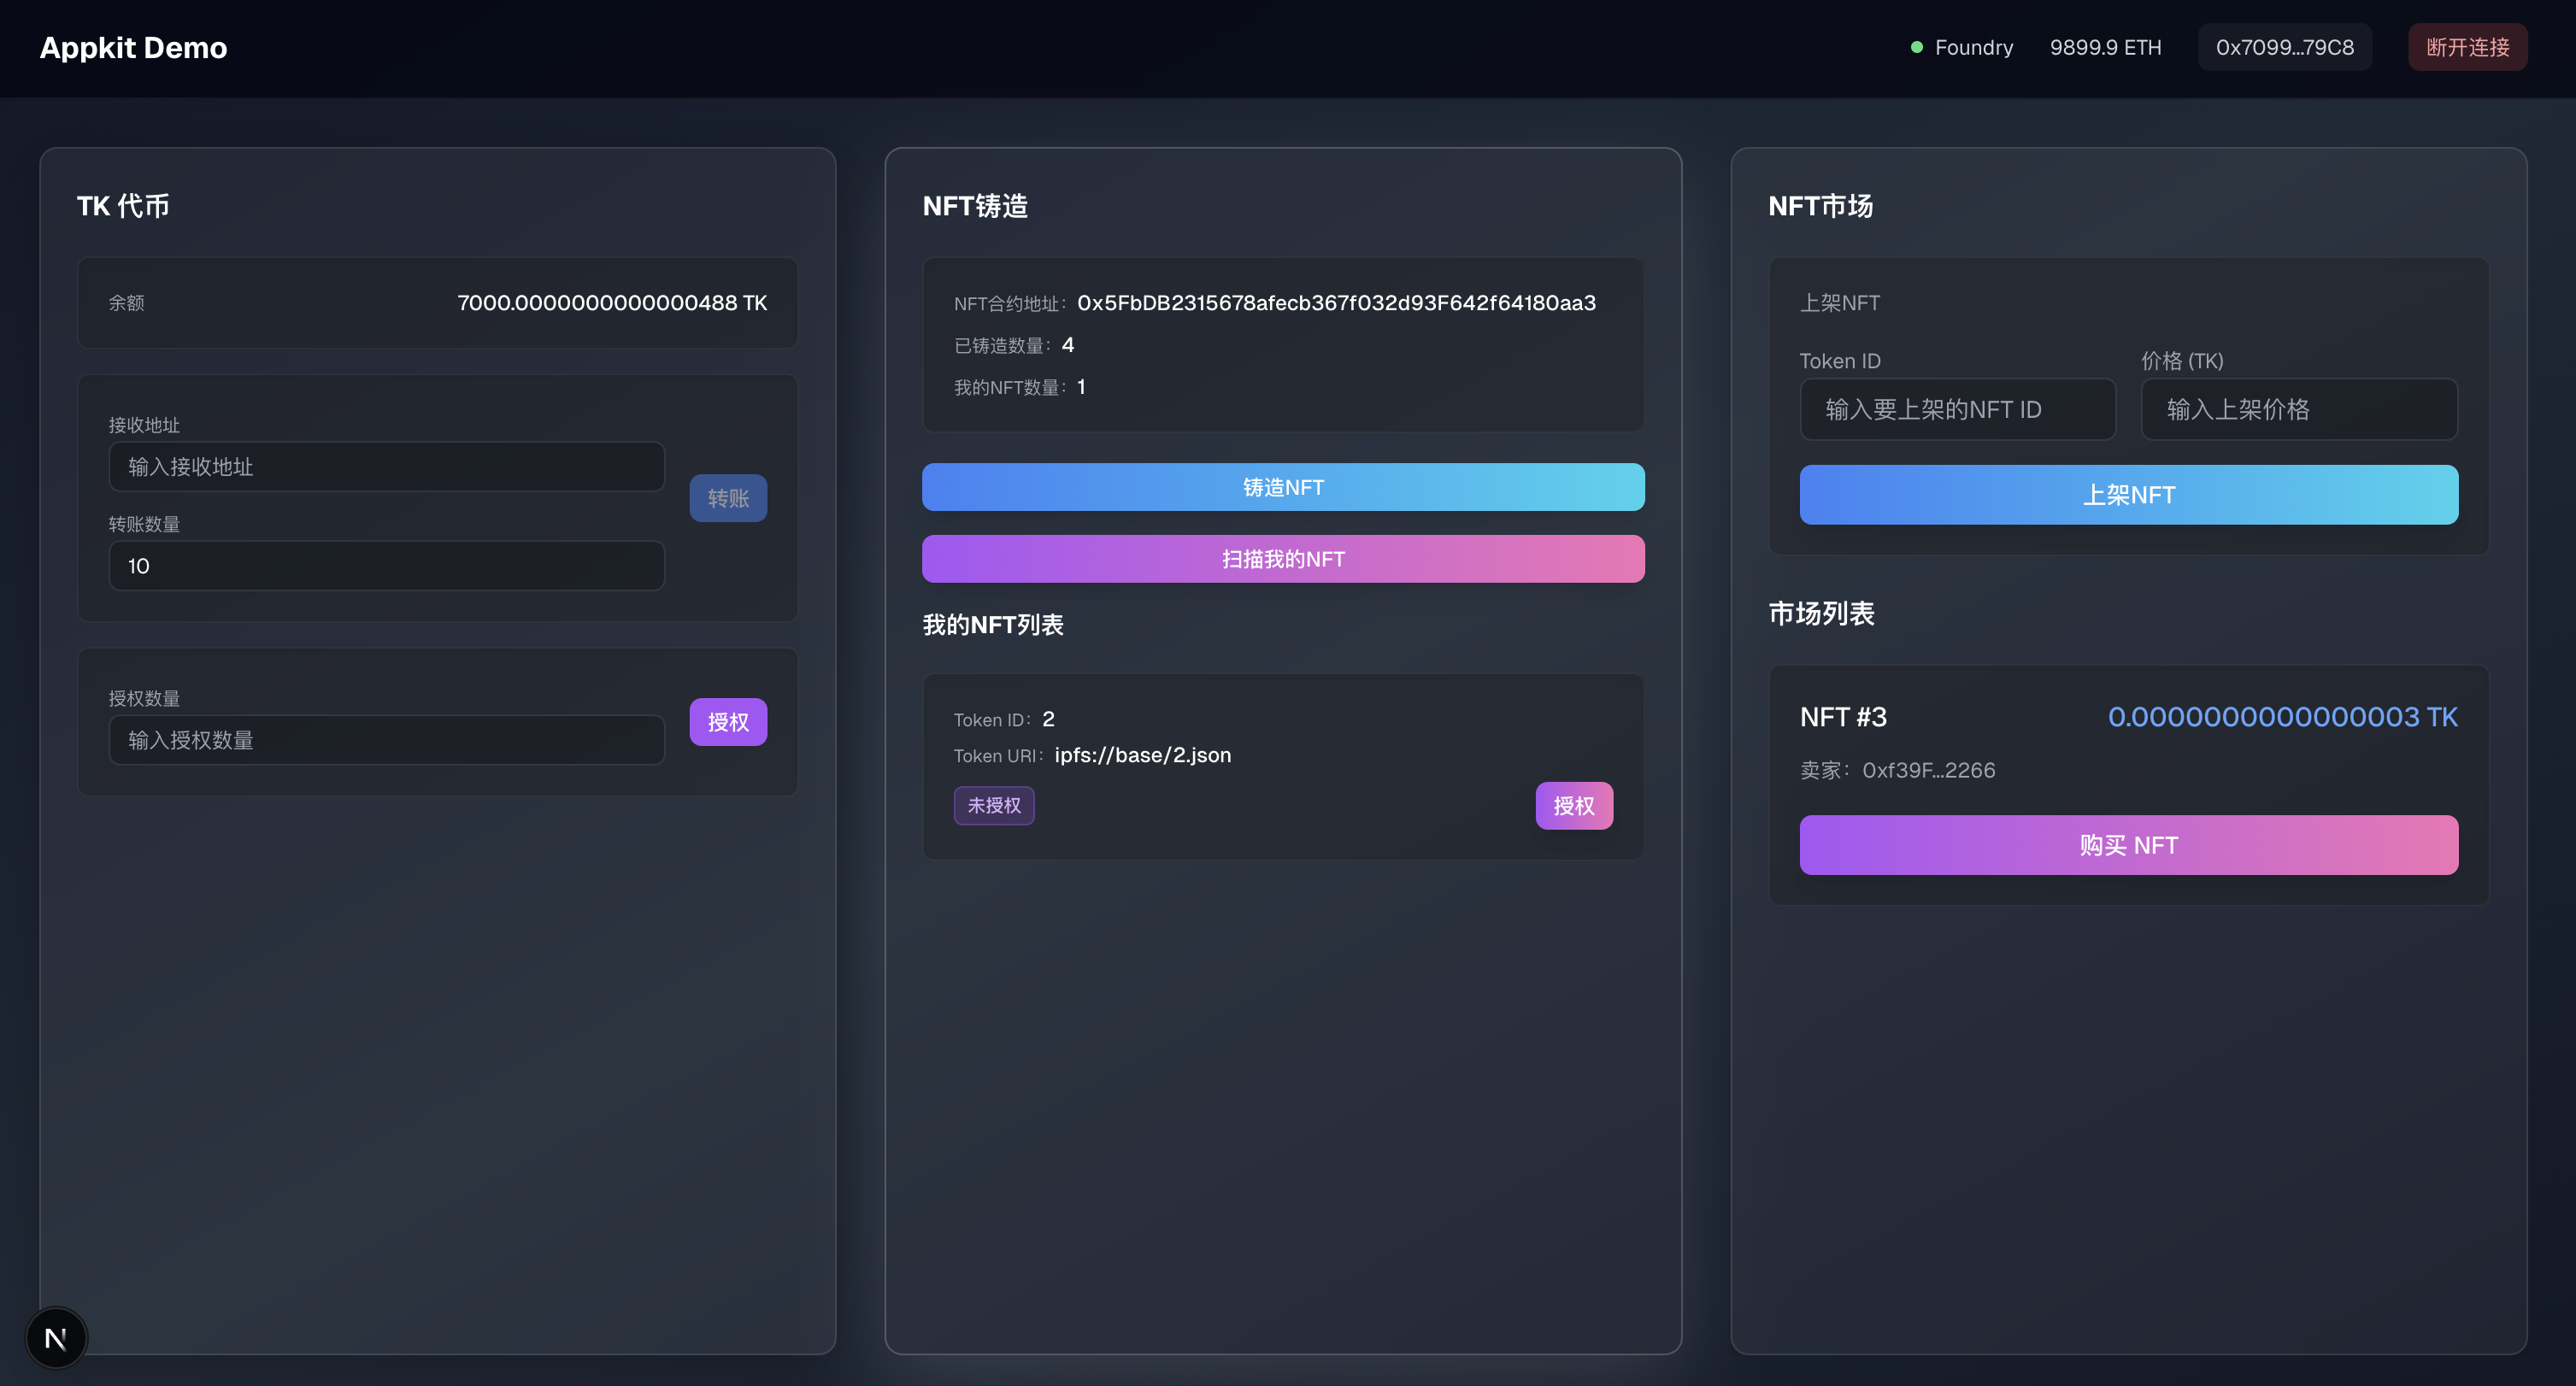 Appkit Demo
Foundry
9899.9 ETH
0x7099...79C8
断开连接
TK 代币
余额
7000.0000000000000488 TK
接收地址
输入接收地址
转账数量
10
转账
授权数量
输入授权数量
授权
NFT铸造
NFT合约地址：0x5FbDB2315678afecb367f032d93F642f64180aa3
已铸造数量：4
我的NFT数量：1
铸造NFT
扫描我的NFT
我的NFT列表
Token ID：2
Token URI：ipfs://base/2.json
未授权
授权
NFT市场
上架NFT
Token ID
输入要上架的NFT ID
价格 (TK)
输入上架价格
上架NFT
市场列表
NFT #3
0.0000000000000003 TK
卖家：0xf39F...2266
购买 NFT
N